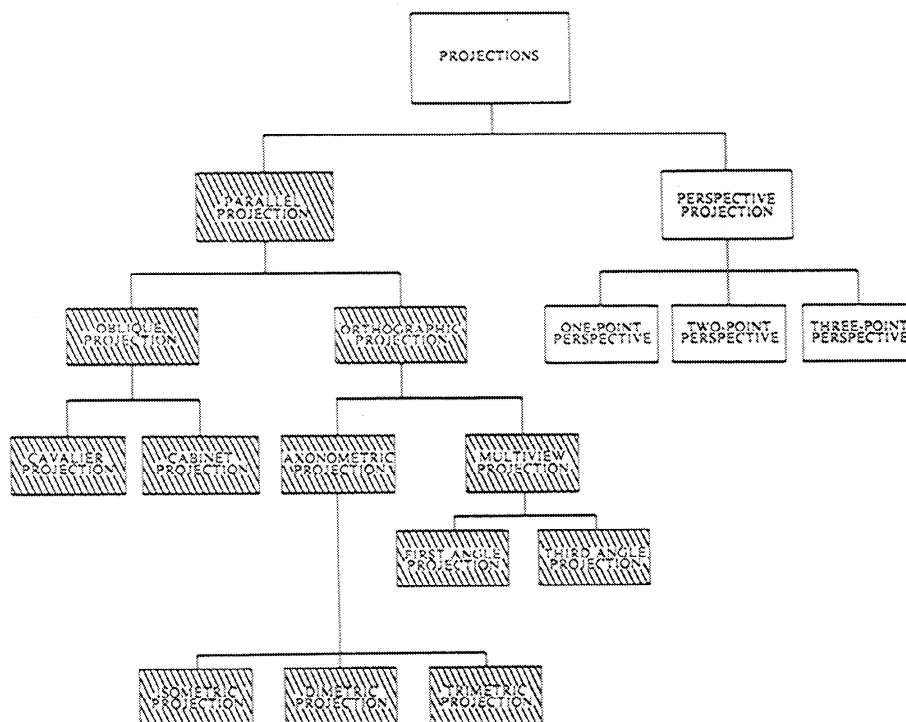 PROJECTIONS
PARALLEL
PROJECTION
PERSPECTIVE
PROJECTION
OBLIQUE
PROJECTION
ORTHOGRAPHIC
PROJECTION
ONE-POINT
PERSPECTIVE
TWO-POINT
PERSPECTIVE
THREE-POINT
PERSPECTIVE
CAVALIER
PROJECTION
CABINET
PROJECTION
AXONOMETRIC
PROJECTION
MULTIVIEW
PROJECTION
FIRST ANGLE
PROJECTION
THIRD ANGLE
PROJECTION
ISOMETRIC
PROJECTION
DIMETRIC
PROJECTION
TRIMETRIC
PROJECTION